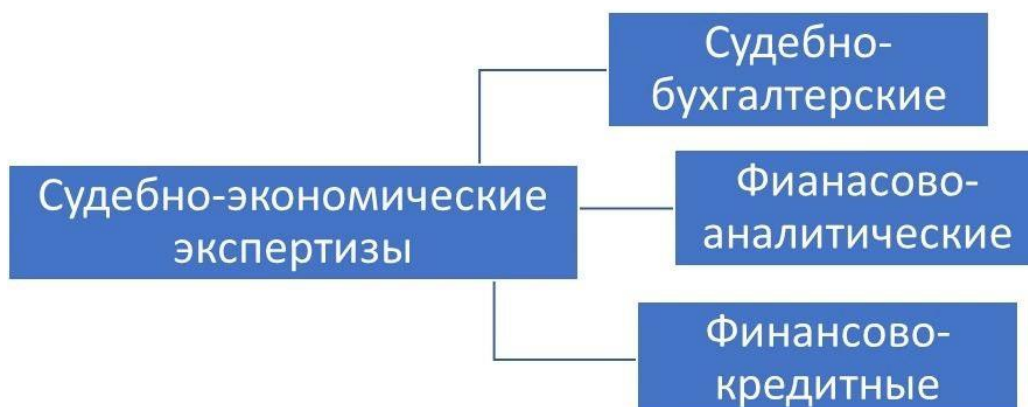 Судебно-
бухгалтерские
Судебно-экономические
экспертизы
Фианасово-
аналитические
Финансово-
кредитные